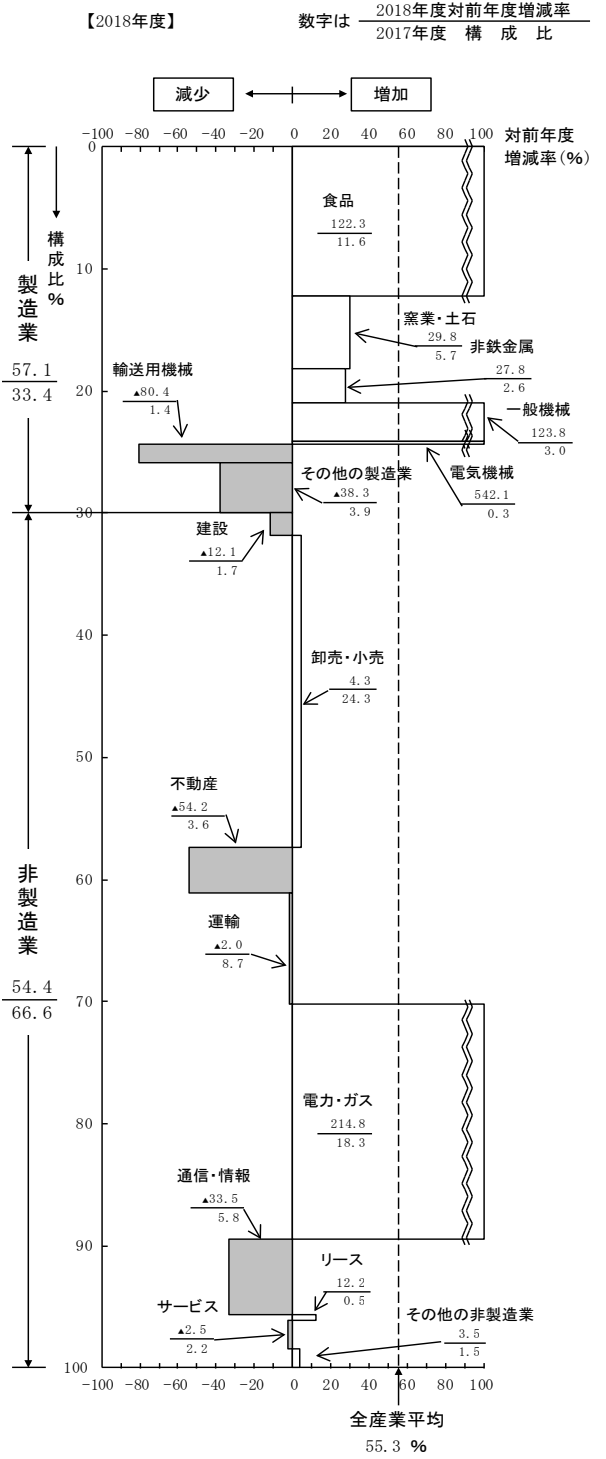 【2018年度】 数字は 2018年度対前年度増減率
2017年度 構成比
減少 増加
-100 -80 -60 -40 -20 0 20 40 60 80 100 対前年度
増減率(%)
0
構成比%
食品
122.3
11.6
10
製造業
57.1
33.4
窯業・土石
29.8
5.7
非鉄金属
27.8
2.6
輸送用機械
▲80.4
1.4
20
一般機械
123.8
3.0
電気機械
542.1
0.3
その他の製造業
▲38.3
3.9
30
建設
▲12.1
1.7
40
卸売・小売
4.3
24.3
50
不動産
▲54.2
3.6
60
非製造業
54.4
66.6
運輸
▲2.0
8.7
70
電力・ガス
214.8
18.3
80
通信・情報
▲33.5
5.8
90
リース
12.2
0.5
サービス
▲2.5
2.2
その他の非製造業
3.5
1.5
100
-100 -80 -60 -40 -20 0 20 40 60 80 100
全産業平均
55.3 %